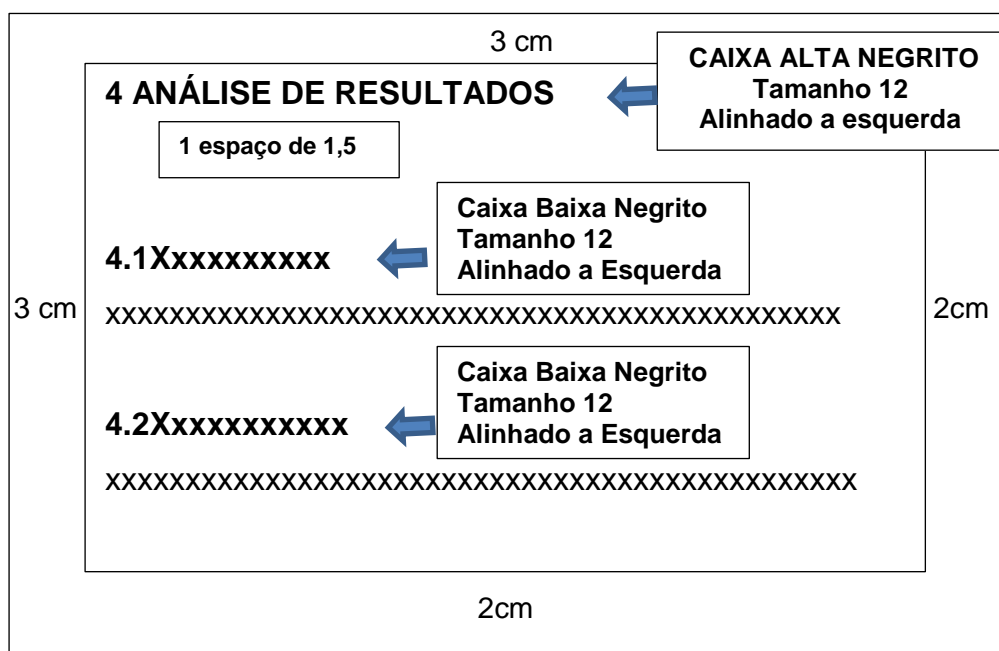 3 cm
CAIXA ALTA NEGRITO
Tamanho 12
Alinhado a esquerda
4 ANÁLISE DE RESULTADOS
1 espaço de 1,5
Caixa Baixa Negrito
Tamanho 12
Alinhado a Esquerda
4.1Xxxxxxxxxx
3 cm
xxxxxxxxxxxxxxxxxxxxxxxxxxxxxxxxxxxxxxxxxxxxxx
2cm
Caixa Baixa Negrito
Tamanho 12
Alinhado a Esquerda
4.2Xxxxxxxxxxx
xxxxxxxxxxxxxxxxxxxxxxxxxxxxxxxxxxxxxxxxxxxxxxx
2cm